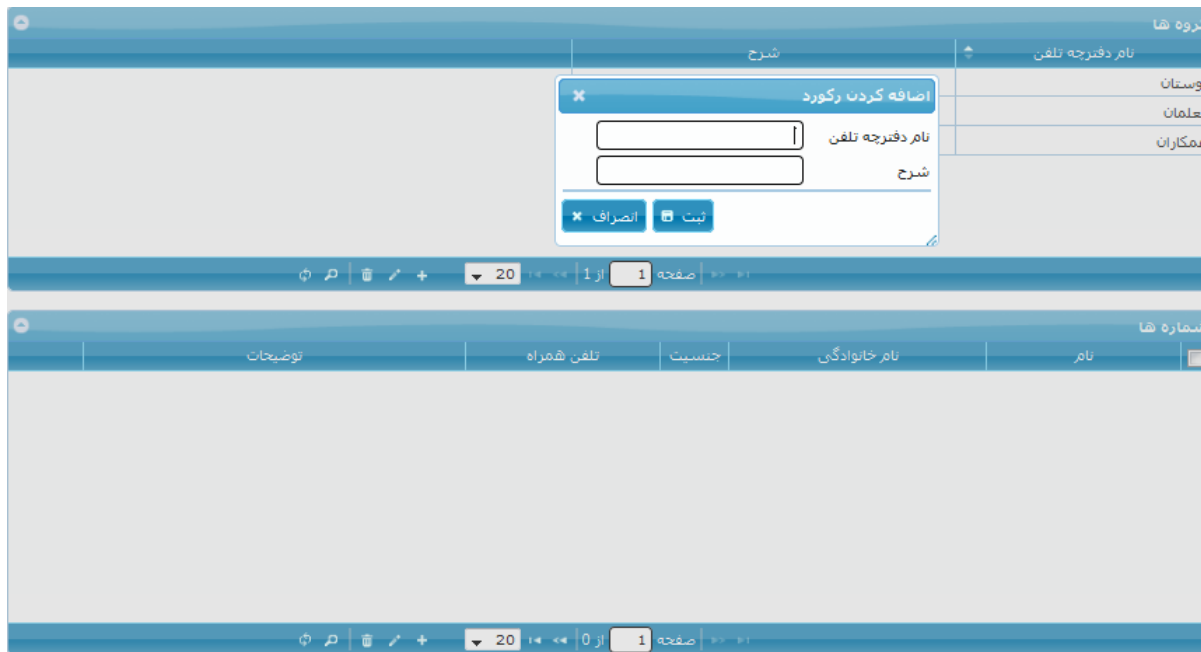 گروه ها
نام دفترچه تلفن
شرح
دوستان
معلمان
همکاران
اضافه کردن رکورد
نام دفترچه تلفن
شرح
ثبت
انصراف
صفحه 1 از 1
20
شماره ها
نام
نام خانوادگی
جنسیت
تلفن همراه
توضیحات
صفحه 1 از 0
20